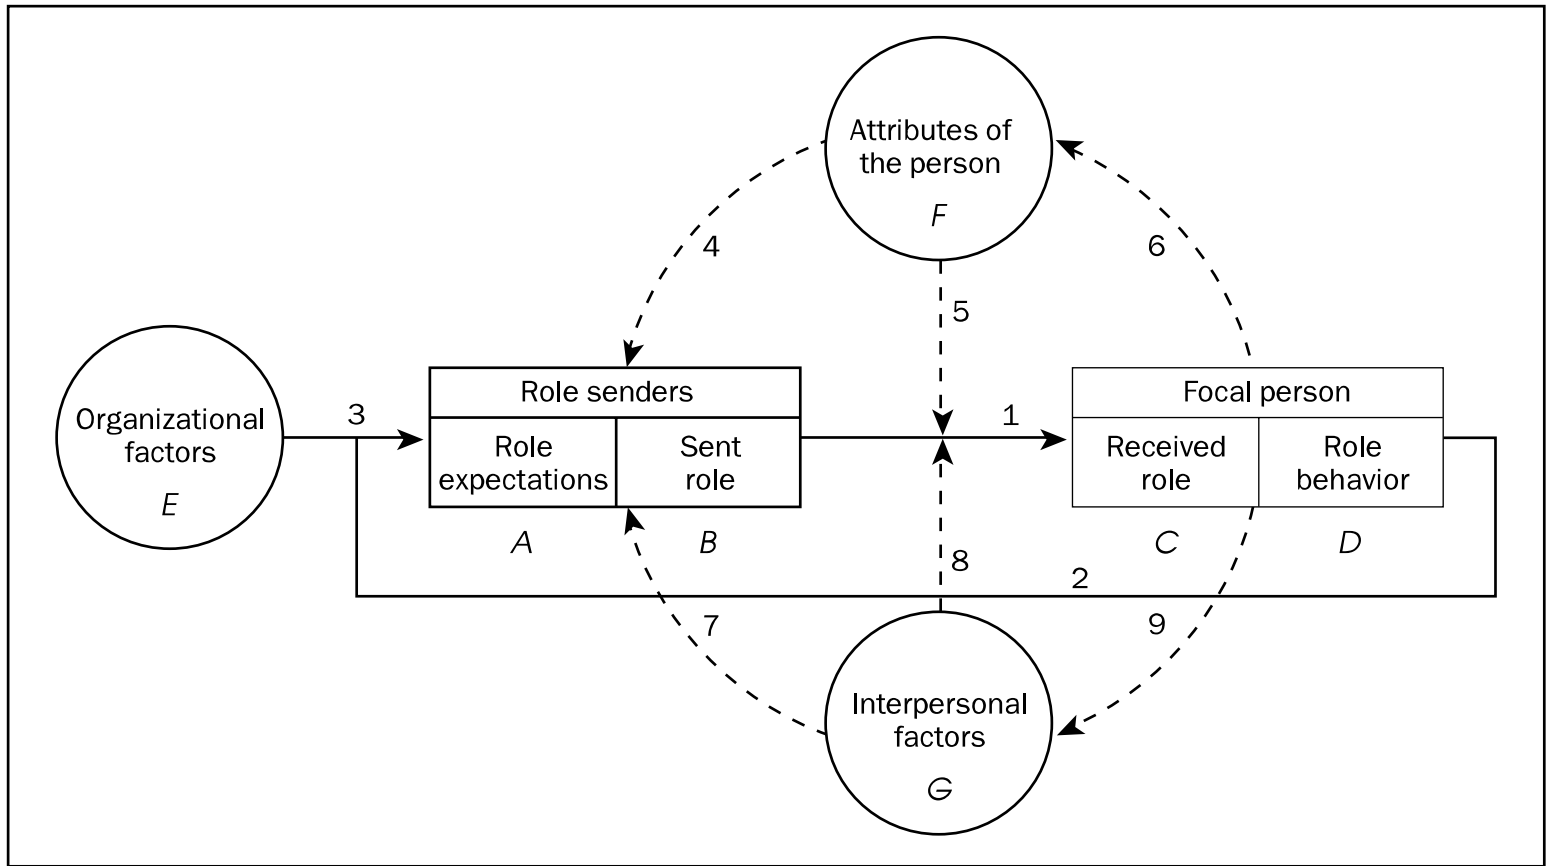 Attributes of
the person
F
4
6
5
Role senders
Focal person
Organizational
factors
E
3
1
Role
expectations
Sent
role
Received
role
Role
behavior
A
B
C
D
8
2
7
9
Interpersonal
factors
G